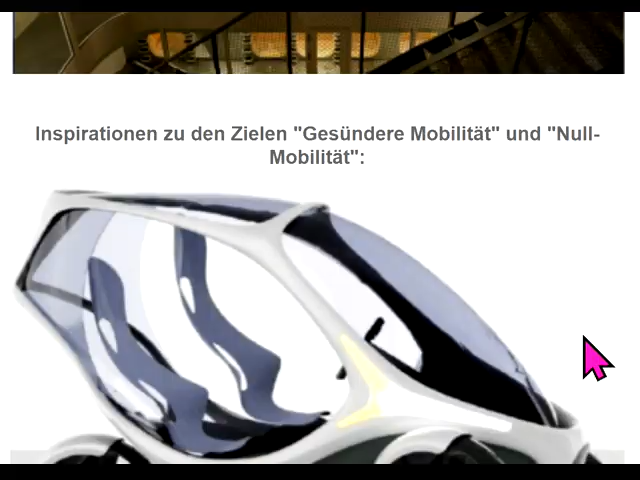 Inspirationen zu den Zielen "Gesündere Mobilität" und "Null-
Mobilität":